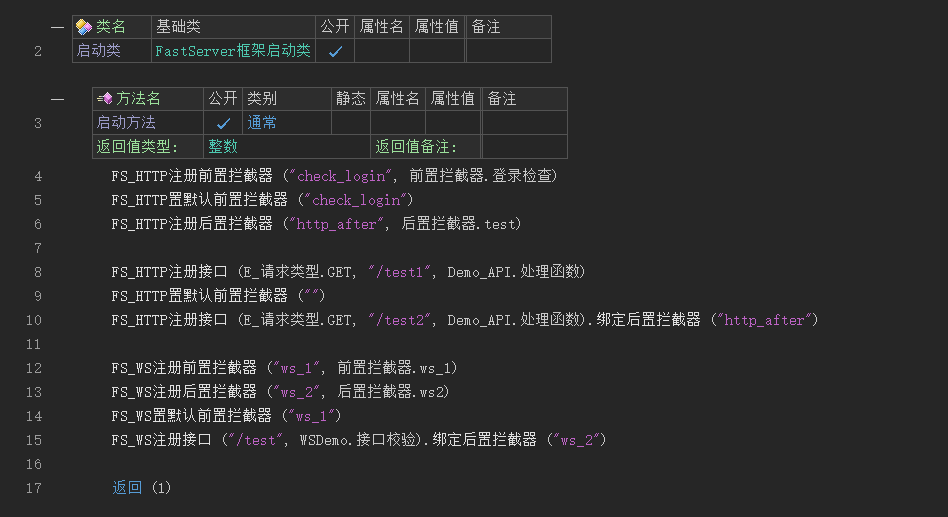 类名 基础类 公开 属性名 属性值 备注
2 启动类 FastServer框架启动类
方法名 公开 类别 静态 属性名 属性值 备注
3 启动方法 通常
返回值类型: 整数 返回值备注:
4 FS_HTTP注册前置拦截器 ("check_login", 前置拦截器.登录检查)
5 FS_HTTP置默认前置拦截器 ("check_login")
6 FS_HTTP注册后置拦截器 ("http_after", 后置拦截器.test)
7
8 FS_HTTP注册接口 (E_请求类型.GET, "/test1", Demo_API.处理函数)
9 FS_HTTP置默认前置拦截器 ("")
10 FS_HTTP注册接口 (E_请求类型.GET, "/test2", Demo_API.处理函数).绑定后置拦截器 ("http_after")
11
12 FS_WS注册前置拦截器 ("ws_1", 前置拦截器.ws_1)
13 FS_WS注册后置拦截器 ("ws_2", 后置拦截器.ws2)
14 FS_WS置默认前置拦截器 ("ws_1")
15 FS_WS注册接口 ("/test", WSDemo.接口校验).绑定后置拦截器 ("ws_2")
16
17 返回 (1)